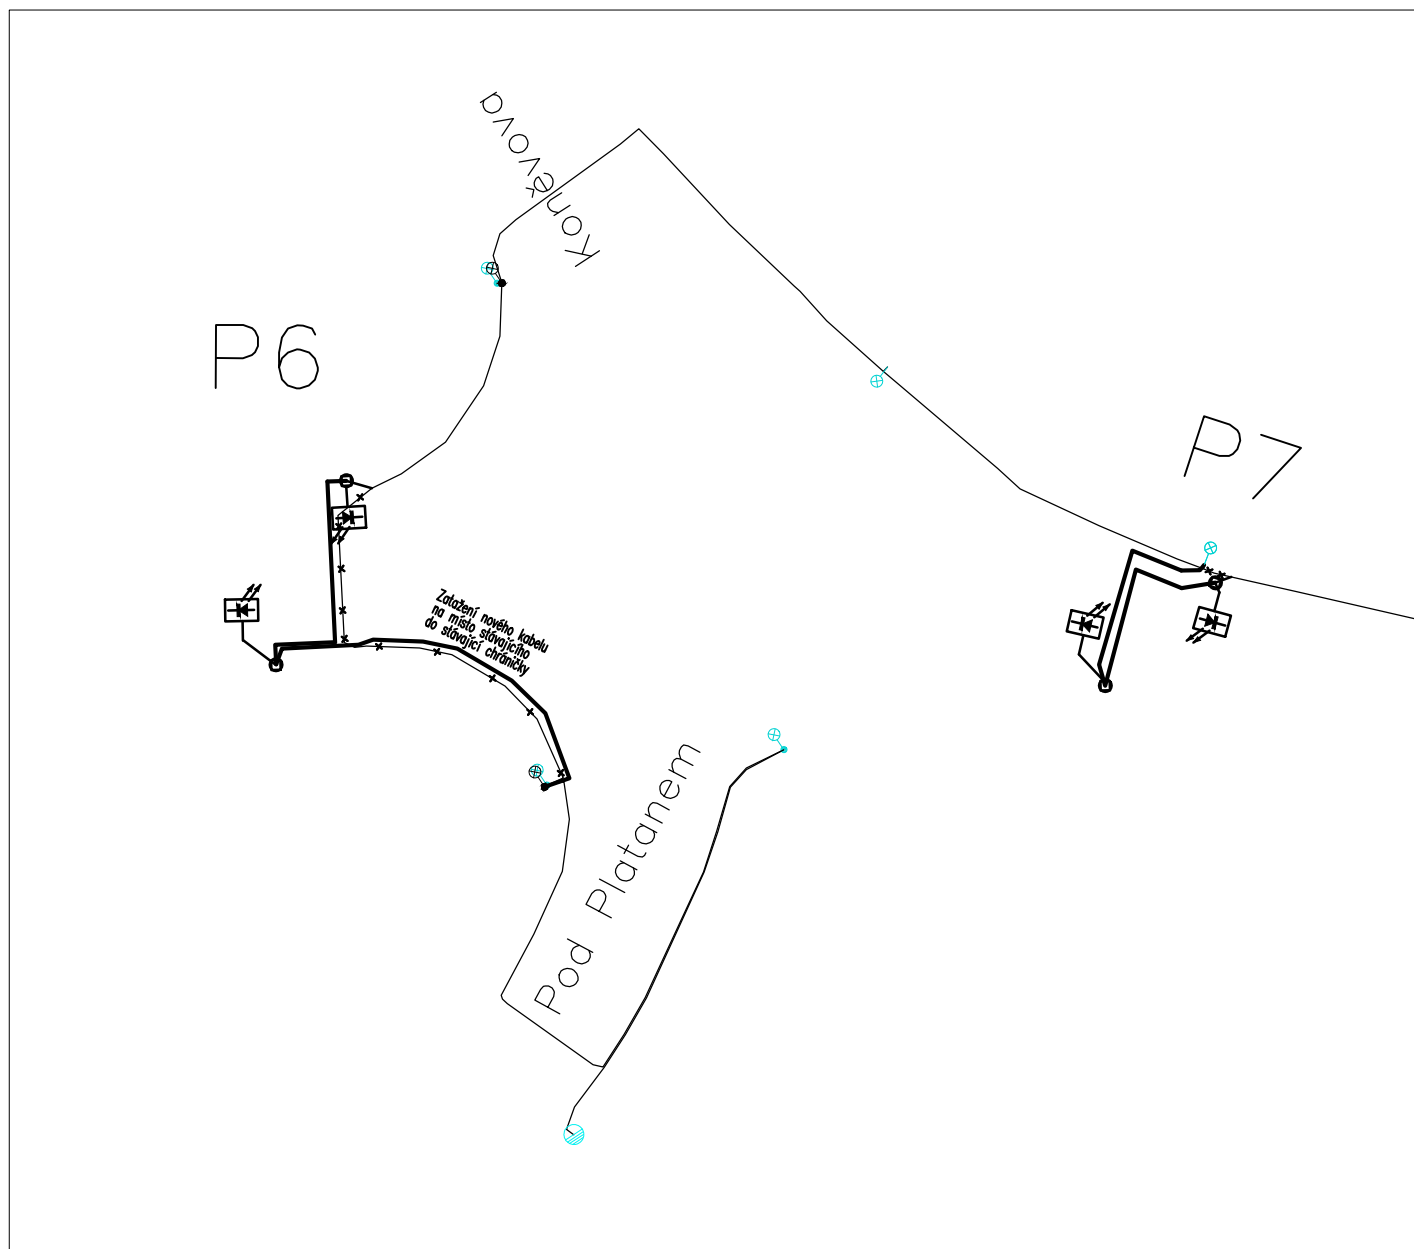 Koněvova
P6
P7
Zatažení nového kabelu
na místo stávajícího
do stávající chráničky
Pod Platanem